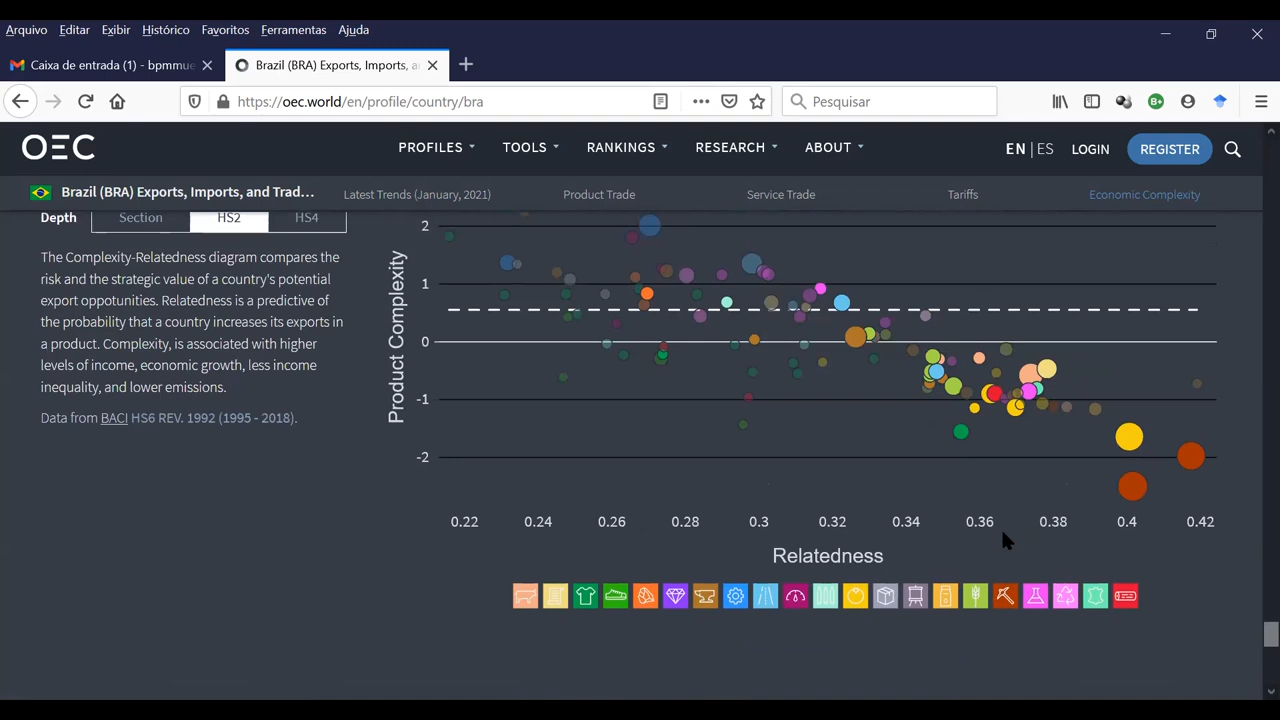 Arquivo Editar Exibir Histórico Favoritos Ferramentas Ajuda
Caixa de entrada (1) - bpmmue
Brazil (BRA) Exports, Imports, a
https://oec.world/en/profile/country/bra
Pesquisar
OEC
PROFILES TOOLS RANKINGS RESEARCH ABOUT
EN | ES LOGIN REGISTER
Brazil (BRA) Exports, Imports, and Trad...
Latest Trends (January, 2021) Product Trade Service Trade Tariffs Economic Complexity
Depth Section HS2 HS4
The Complexity-Relatedness diagram compares the
risk and the strategic value of a country's potential
export oppotunities. Relatedness is a predictive of
the probability that a country increases its exports in
a product. Complexity, is associated with higher
levels of income, economic growth, less income
inequality, and lower emissions.
Data from BACI HS6 REV. 1992 (1995 - 2018).
Product Complexity
2
1
0
-1
-2
0.22 0.24 0.26 0.28 0.3 0.32 0.34 0.36 0.38 0.4 0.42
Relatedness